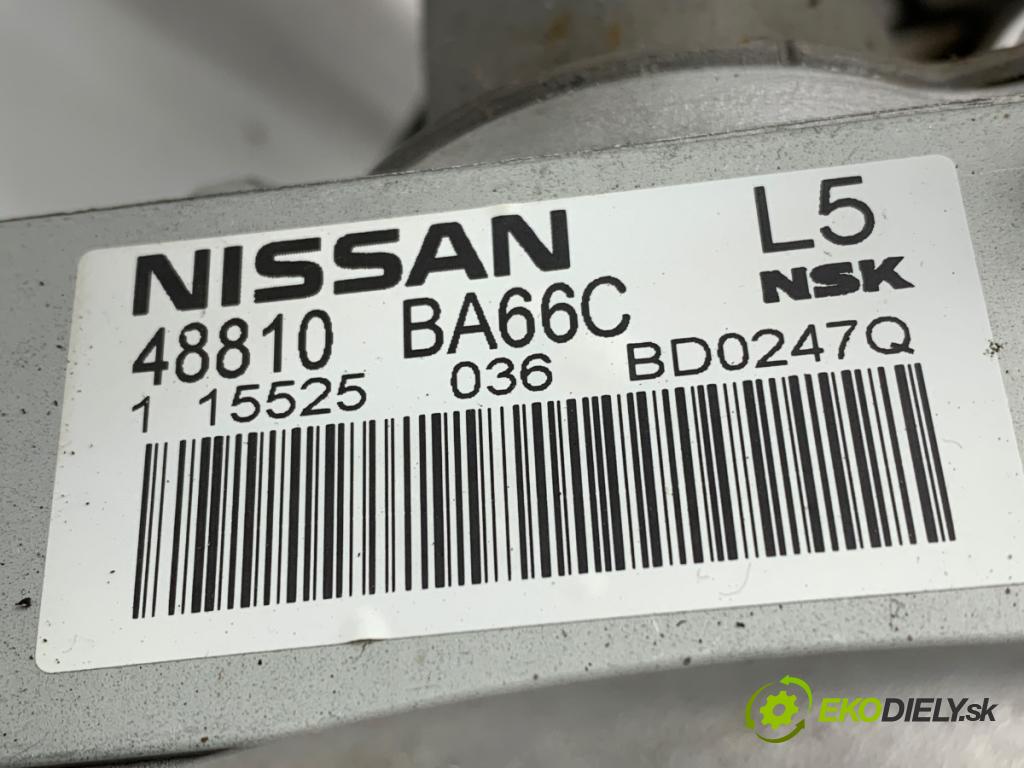 NISSAN L5
48810 BA66C NSK
1 15525 036 BD0247Q
EKODIELY.sk